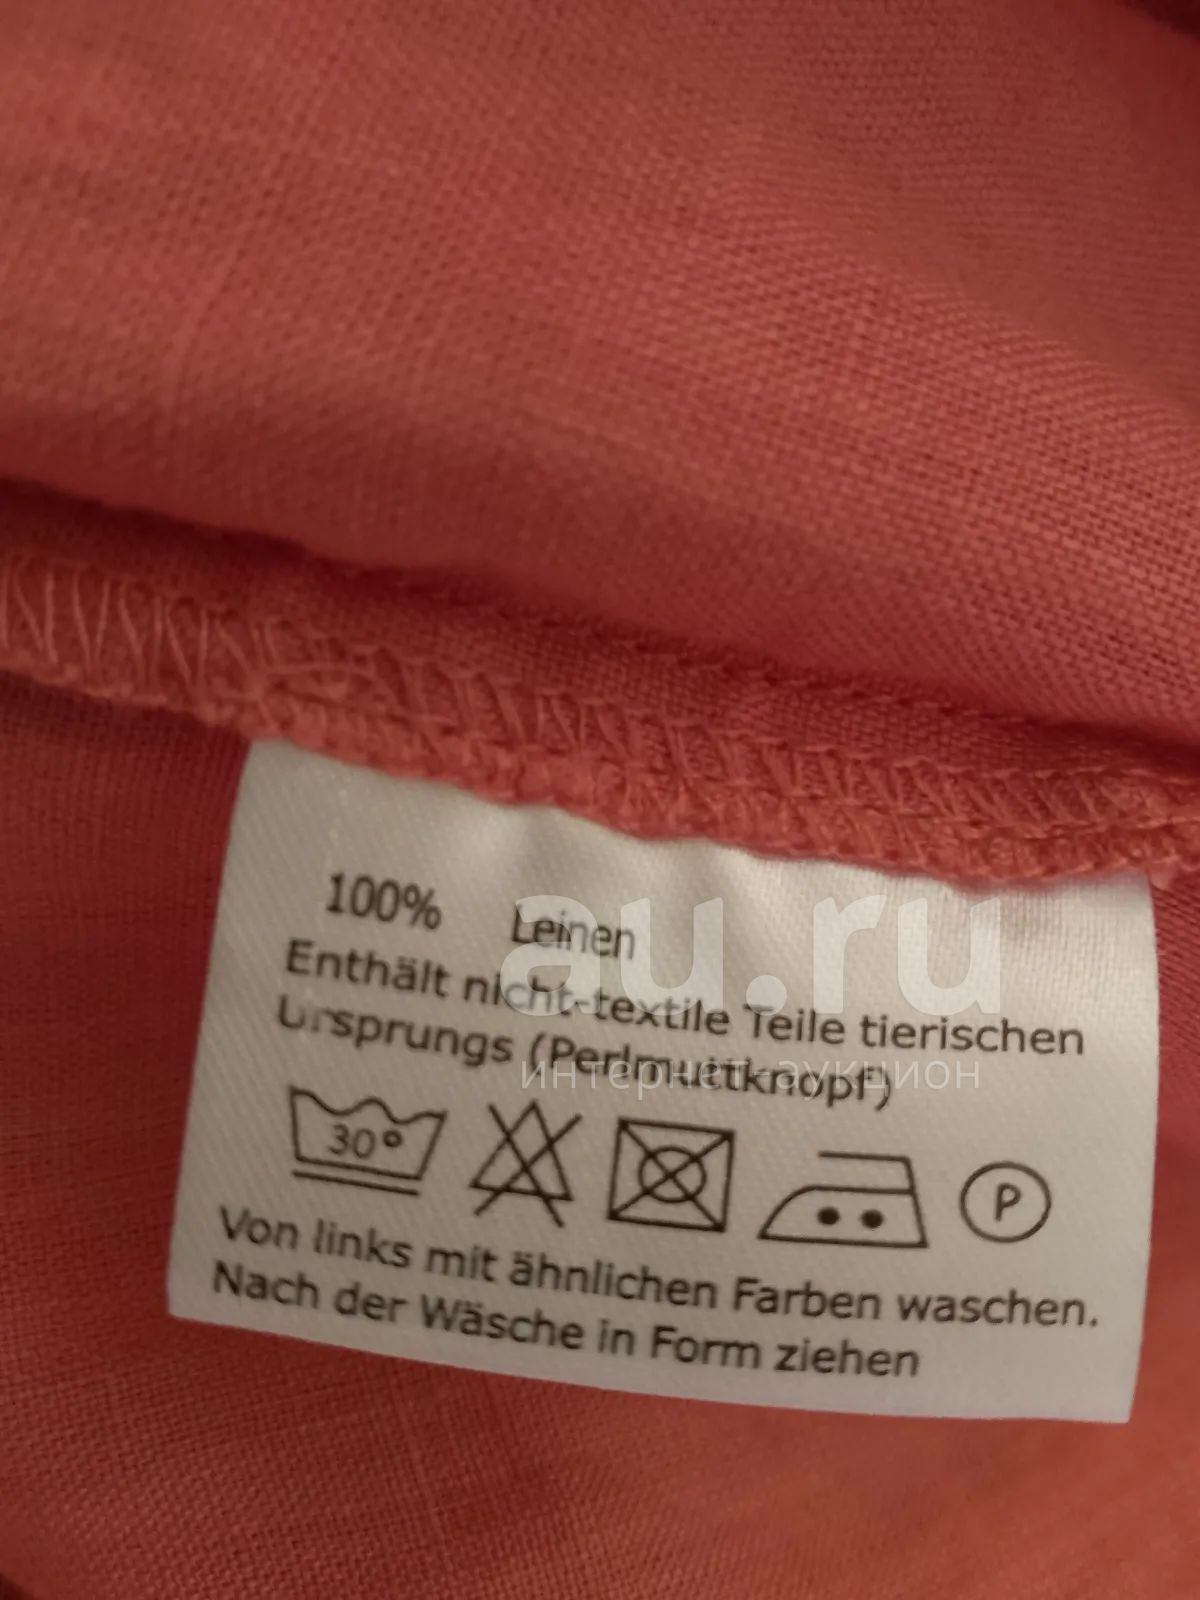 100% Leinen
Enthält nicht-textile Teile tierischen
Ursprungs (Perlmuttknopf)
30°
P
Von links mit ähnlichen Farben waschen.
Nach der Wäsche in Form ziehen
au.ru
интернет-аукцион